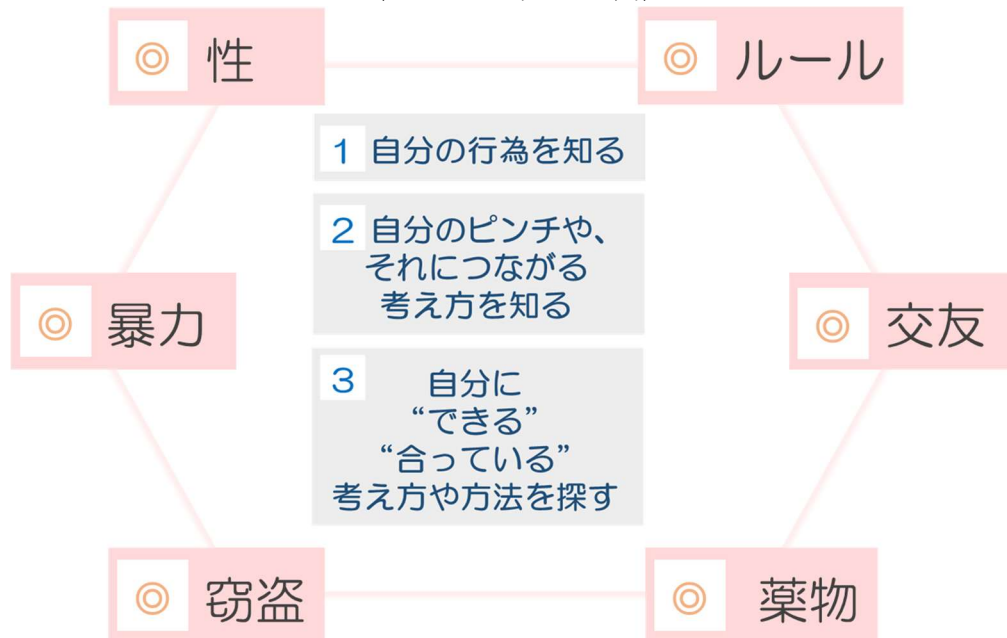 ◎ 性
◎ ルール
1 自分の行為を知る
2 自分のピンチや、
それにつながる
考え方を知る
◎ 暴力
◎ 交友
3 自分に
“できる”
“合っている”
考え方や方法を探す
◎ 窃盗
◎ 薬物